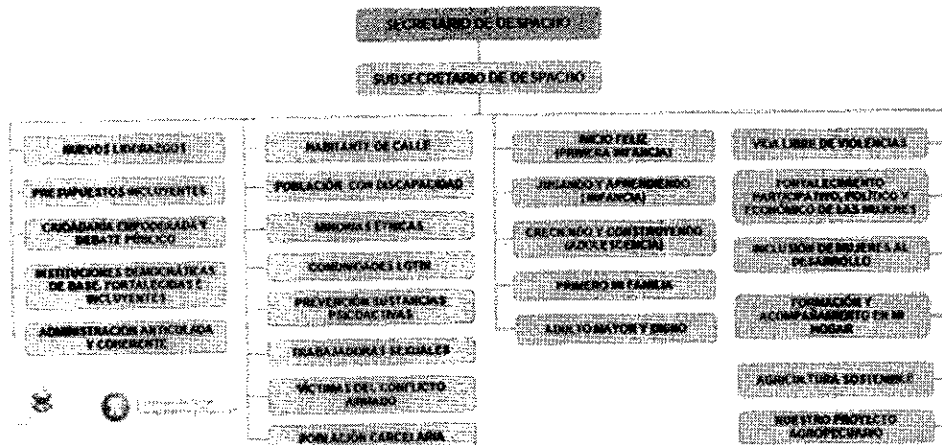 SECRETARIO DE DESPACHO
SUBSECRETARIO DE DESPACHO
NUEVOS LIDERAZGOS
PRESUPUESTOS INCLUYENTES
CIUDADANÍA EMPODERADA Y
DEBATE PÚBLICO
INSTITUCIONES DEMOCRÁTICAS
DE BASE, FORTALECIDAS E
INCLUYENTES
ADMINISTRACIÓN ARTICULADA
Y COHERENTE
HABITANTE DE CALLE
POBLACIÓN CON DISCAPACIDAD
MINORIAS ÉTNICAS
COMUNIDADES LGTBI
PREVENCIÓN SUSTANCIAS
PSICOACTIVAS
TRABAJADORAS SEXUALES
VÍCTIMAS DEL CONFLICTO
ARMADO
POBLACIÓN CARCELARIA
INICIO FELIZ
(PRIMERA INFANCIA)
JUGANDO Y APRENDIENDO
(INFANCIA)
CRECIENDO Y CONSTRUYENDO
(ADOLESCENCIA)
PRIMERO MI FAMILIA
ADULTO MAYOR Y DIGNO
VIDA LIBRE DE VIOLENCIAS
FORTALECIMIENTO
PARTICIPATIVO, POLÍTICO Y
ECONÓMICO DE LAS MUJERES
INCLUSIÓN DE MUJERES AL
DESARROLLO
FORMACIÓN Y
ACOMPAÑAMIENTO EN MI
HOGAR
AGRICULTURA SOSTENIBLE
NUESTRO PROYECTO
AGROPECUARIO